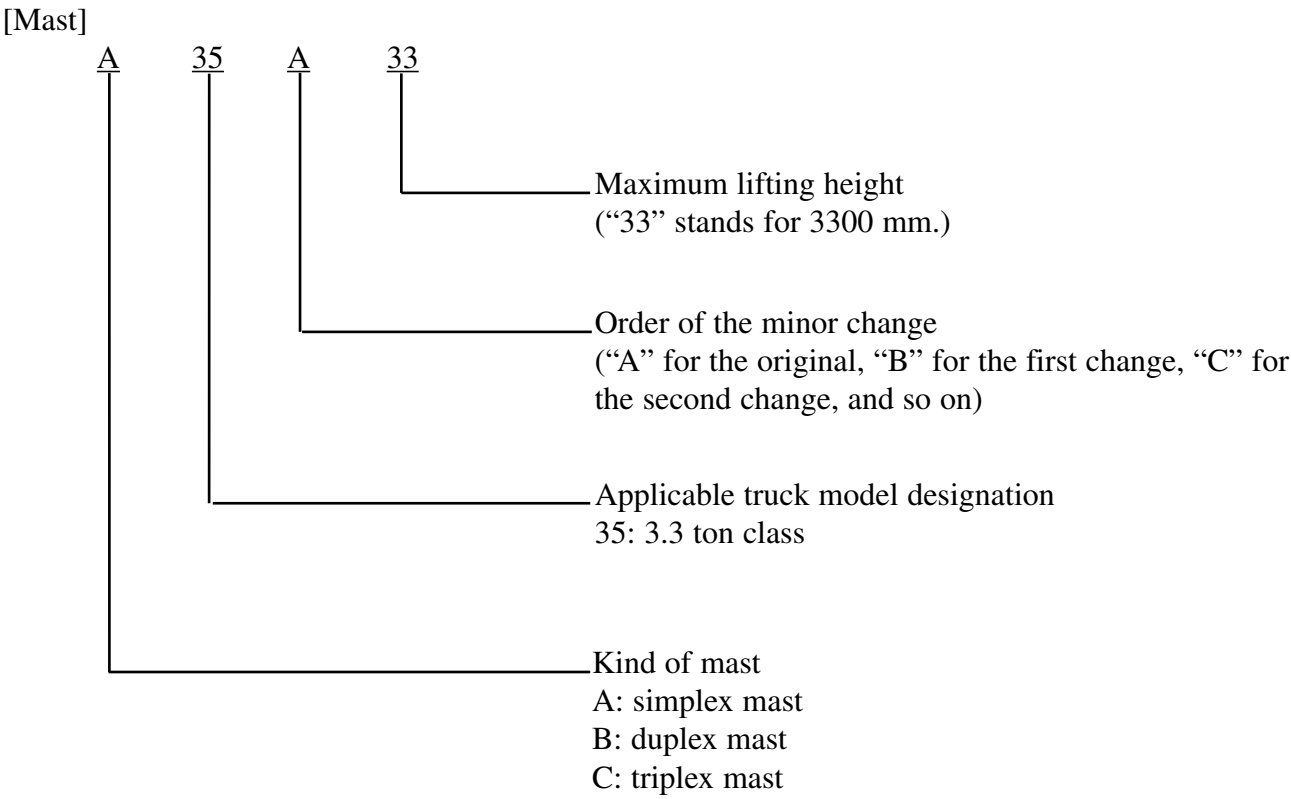 [Mast]
A 35 A 33
Maximum lifting height
(“33” stands for 3300 mm.)
Order of the minor change
(“A” for the original, “B” for the first change, “C” for
the second change, and so on)
Applicable truck model designation
35: 3.3 ton class
Kind of mast
A: simplex mast
B: duplex mast
C: triplex mast